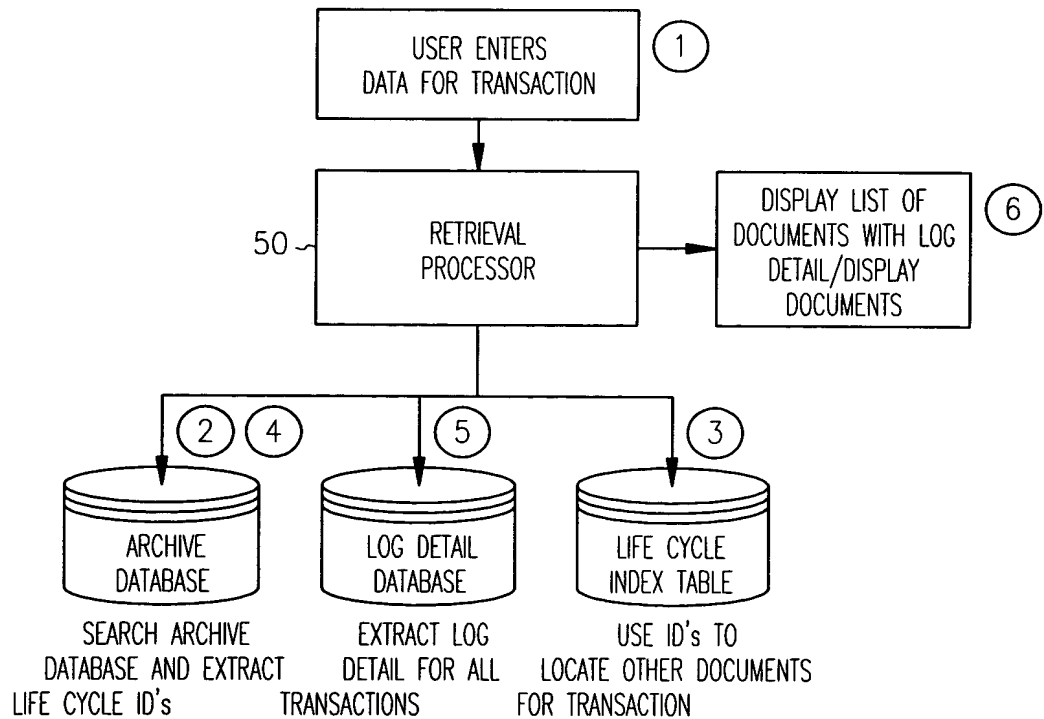 USER ENTERS
DATA FOR TRANSACTION
1
50
RETRIEVAL
PROCESSOR
DISPLAY LIST OF
DOCUMENTS WITH LOG
DETAIL/DISPLAY
DOCUMENTS
6
2
4
5
3
ARCHIVE
DATABASE
LOG DETAIL
DATABASE
LIFE CYCLE
INDEX TABLE
SEARCH ARCHIVE
DATABASE AND EXTRACT
LIFE CYCLE ID's
EXTRACT LOG
DETAIL FOR ALL
TRANSACTIONS
USE ID's TO
LOCATE OTHER DOCUMENTS
FOR TRANSACTION